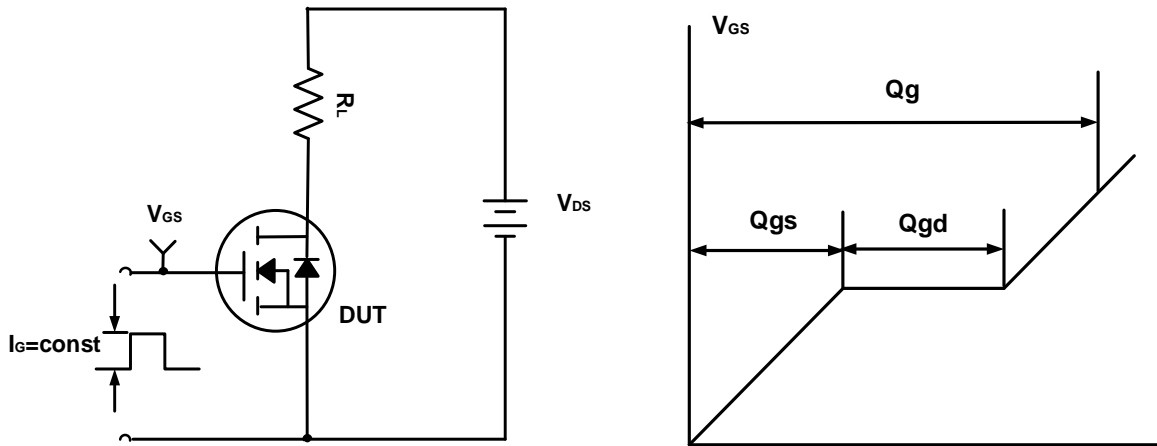 RL
VGS
IG=const
DUT
VDS
VGS
Qg
Qgs
Qgd